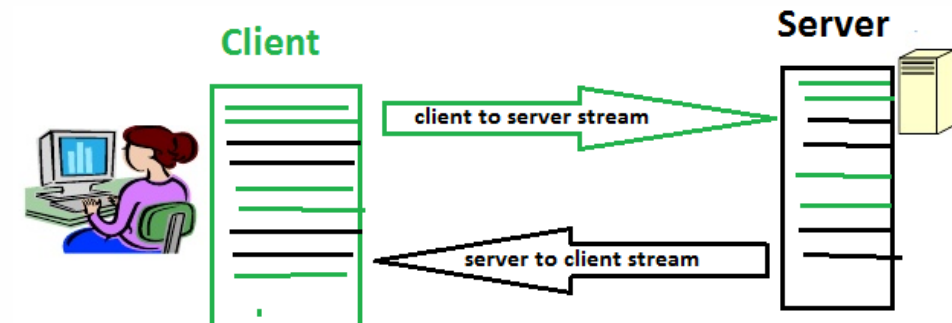 Client
Server
client to server stream
server to client stream